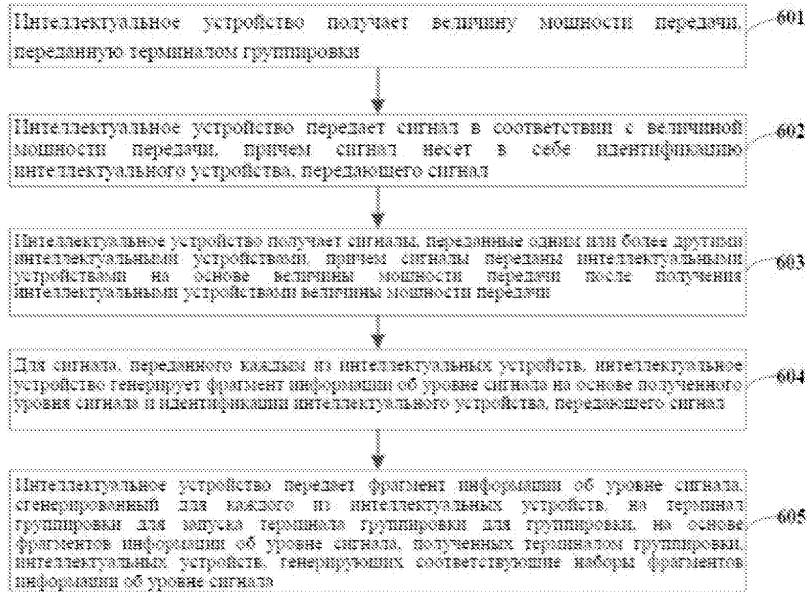 Интеллектуальное устройство получает величину мощности передачи,
переданную терминалом группировки
601
Интеллектуальное устройство передает сигнал в соответствии с величиной
мощности передачи, причем сигнал несет в себе идентификацию
интеллектуального устройства, передающего сигнал
602
Интеллектуальное устройство получает сигналы, переданные одним или более другими
интеллектуальными устройствами, причем сигналы переданы интеллектуальными
устройствами на основе величины мощности передачи после получения
интеллектуальными устройствами величины мощности передачи
603
Для сигнала, переданного каждым из интеллектуальных устройств, интеллектуальное
устройство генерирует фрагмент информации об уровне сигнала на основе полученного
уровня сигнала и идентификации интеллектуального устройства, передающего сигнал
604
Интеллектуальное устройство передает фрагмент информации об уровне сигнала,
сгенерированный для каждого из интеллектуальных устройств, на терминал
группировки для запуска терминала группировки для группировки, на основе
фрагментов информации об уровне сигнала, полученных терминалом группировки,
интеллектуальных устройств, генерирующих соответствующие наборы фрагментов
информации об уровне сигнала
605